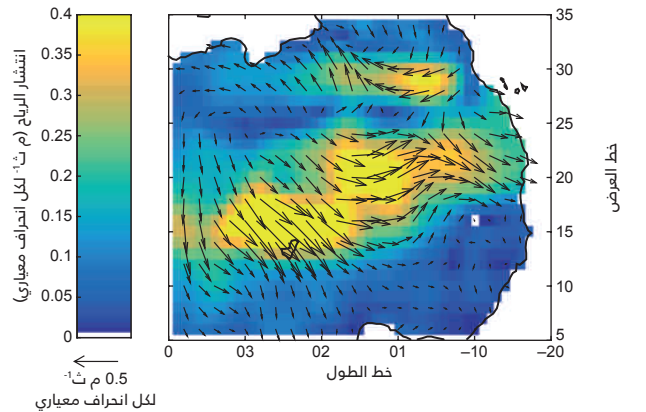 0.4
0.35
0.3
0.25
0.2
0.15
0.1
0.05
0
انتشار الرياح (م ث⁻¹ لكل انحراف معياري)
0.5 م ث⁻¹
لكل انحراف معياري
35
30
25
20
15
10
5
خط العرض
0 03 02 01 –10 –20
خط الطول